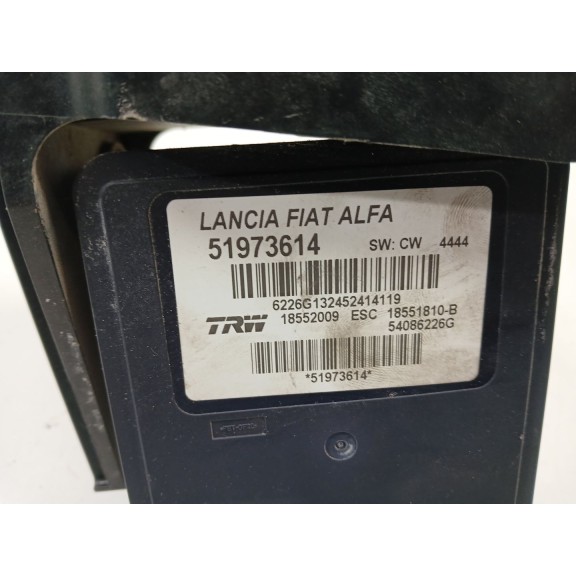 LANCIA FIAT ALFA
51973614 SW: CW 4444
6226G132452414119
TRW 18552009 ESC 18551810-B
54086226G
*51973614*